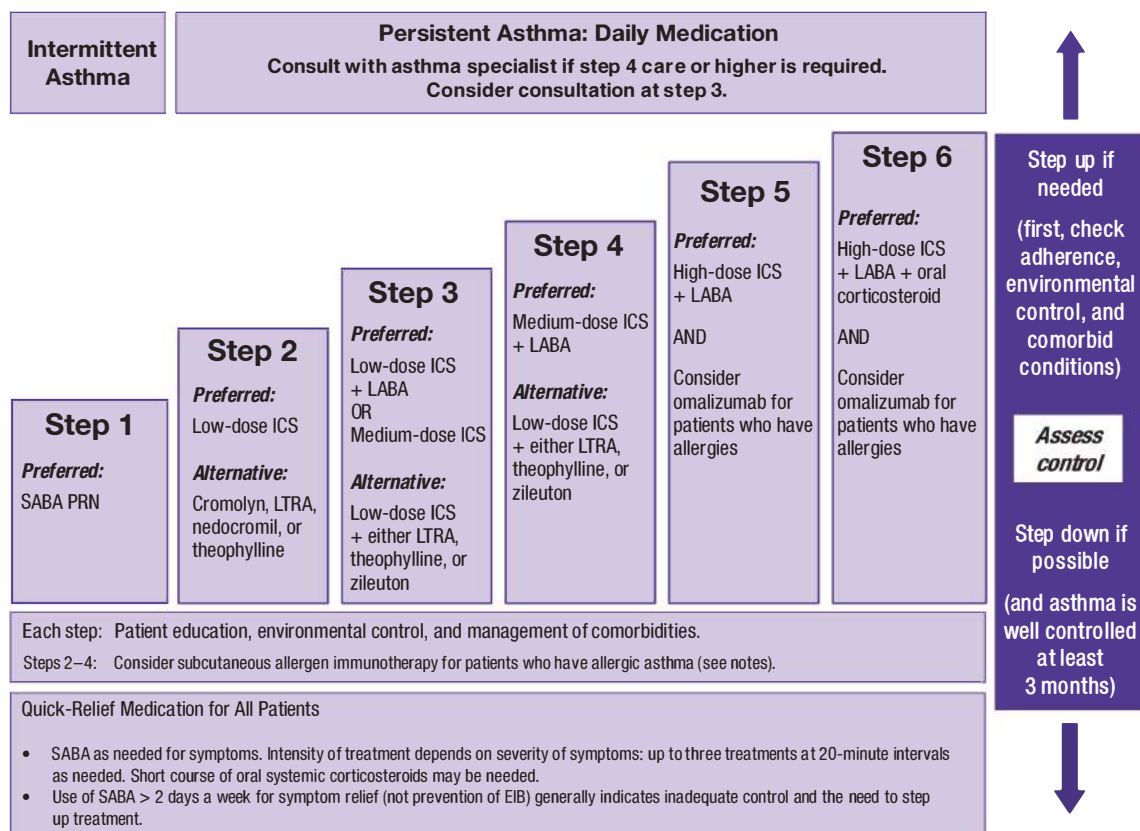 Intermittent
Asthma
Persistent Asthma: Daily Medication
Consult with asthma specialist if step 4 care or higher is required.
Consider consultation at step 3.
Step 1
Preferred:
SABA PRN
Step 2
Preferred:
Low-dose ICS
Alternative:
Cromolyn, LTRA,
nedocromil, or
theophylline
Step 3
Preferred:
Low-dose ICS
+ LABA
OR
Medium-dose ICS
Alternative:
Low-dose ICS
+ either LTRA,
theophylline, or
zileuton
Step 4
Preferred:
Medium-dose ICS
+ LABA
Alternative:
Low-dose ICS
+ either LTRA,
theophylline, or
zileuton
Step 5
Preferred:
High-dose ICS
+ LABA
AND
Consider
omalizumab for
patients who have
allergies
Step 6
Preferred:
High-dose ICS
+ LABA + oral
corticosteroid
AND
Consider
omalizumab for
patients who have
allergies
Step up if
needed
(first, check
adherence,
environmental
control, and
comorbid
conditions)
Assess
control
Step down if
possible
(and asthma is
well controlled
at least
3 months)
Each step: Patient education, environmental control, and management of comorbidities.
Steps 2–4: Consider subcutaneous allergen immunotherapy for patients who have allergic asthma (see notes).
Quick-Relief Medication for All Patients
• SABA as needed for symptoms. Intensity of treatment depends on severity of symptoms: up to three treatments at 20-minute intervals
as needed. Short course of oral systemic corticosteroids may be needed.
• Use of SABA > 2 days a week for symptom relief (not prevention of EIB) generally indicates inadequate control and the need to step
up treatment.